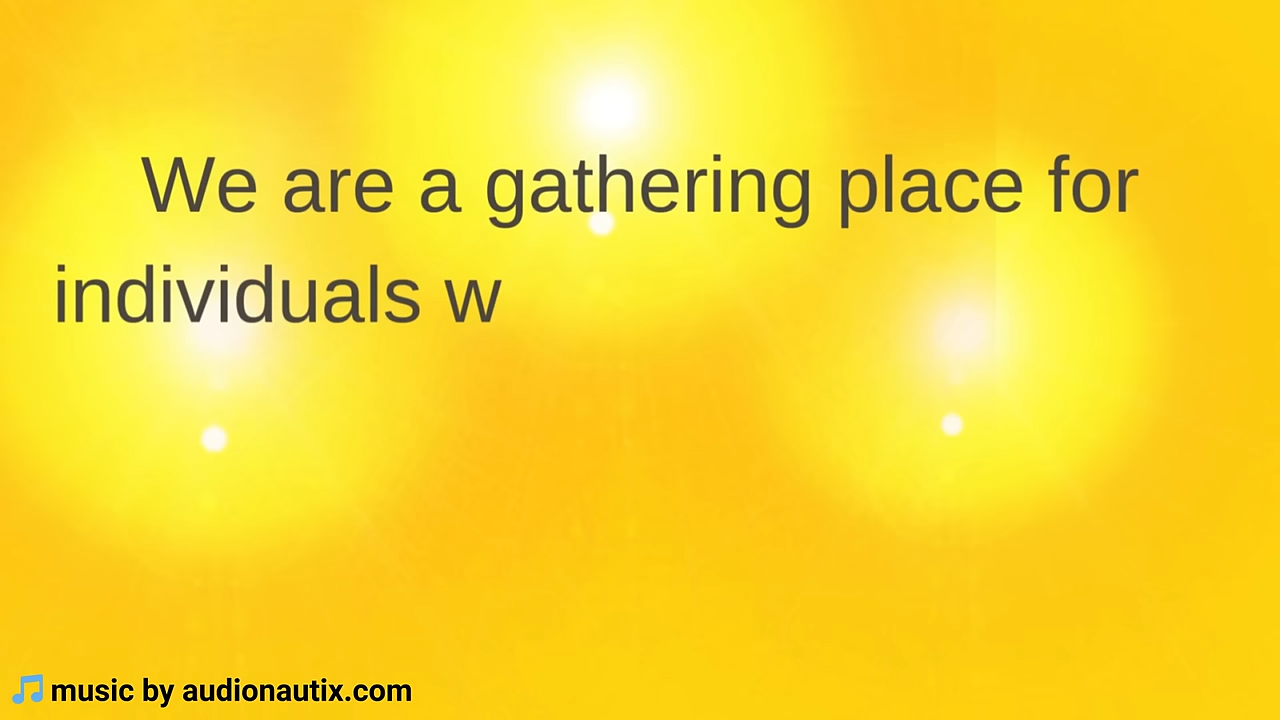 We are a gathering place for
individuals w
🎵 music by audionautix.com